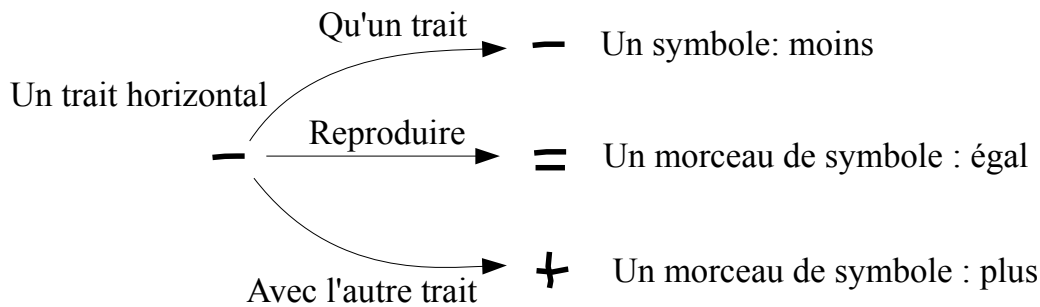 Qu'un trait
− Un symbole: moins
Un trait horizontal
Reproduire
− = Un morceau de symbole : égal
+ Un morceau de symbole : plus
Avec l'autre trait